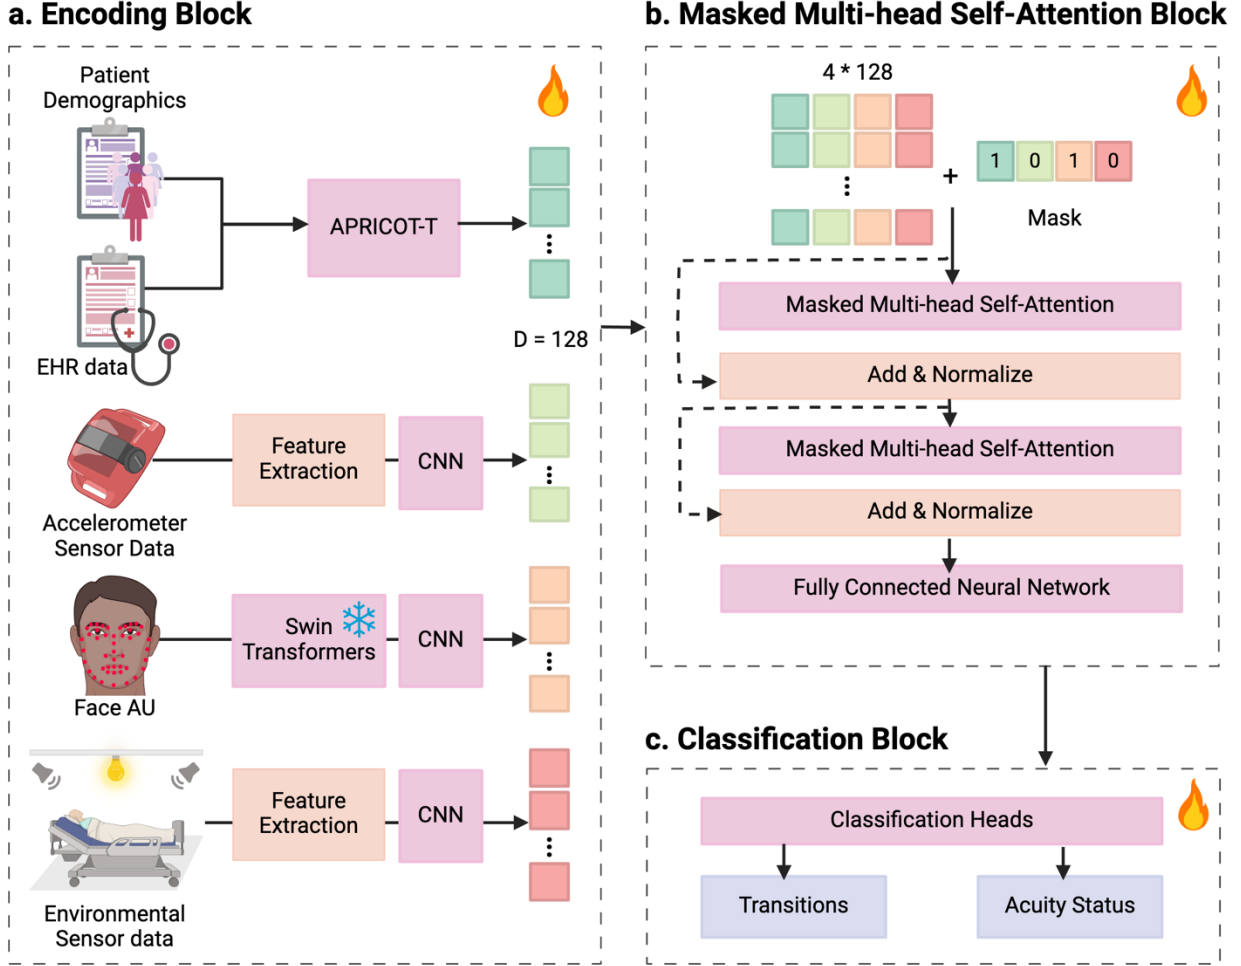 a. Encoding Block
Patient
Demographics
APRICOT-T
EHR data
D = 128
Accelerometer
Sensor Data
Feature
Extraction
CNN
Face AU
Swin
Transformers
CNN
Environmental
Sensor data
Feature
Extraction
CNN
b. Masked Multi-head Self-Attention Block
4 * 128
+
1 0 1 0
Mask
Masked Multi-head Self-Attention
Add & Normalize
Masked Multi-head Self-Attention
Add & Normalize
Fully Connected Neural Network
c. Classification Block
Classification Heads
Transitions
Acuity Status